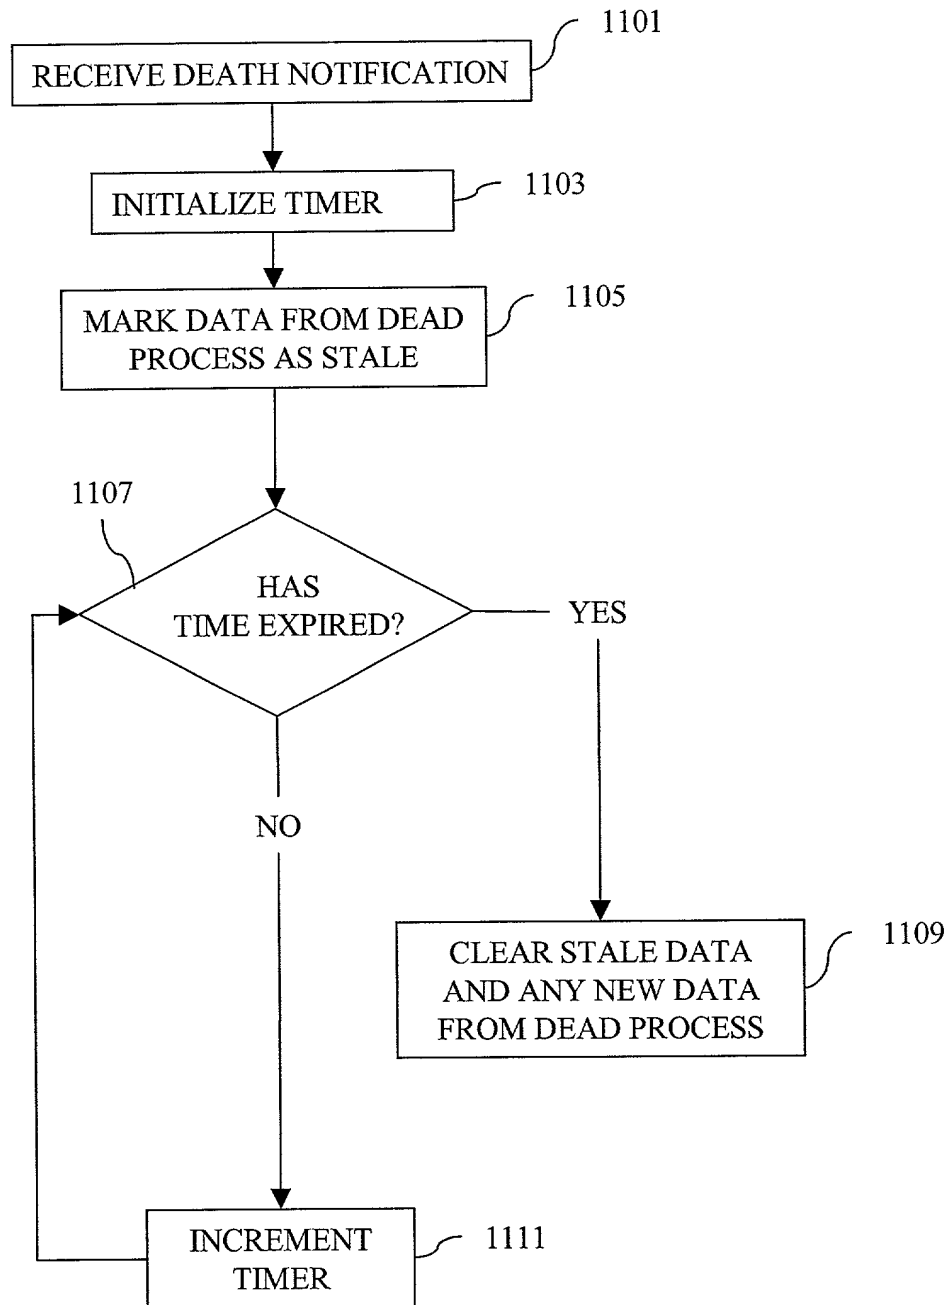 1101
RECEIVE DEATH NOTIFICATION
1103
INITIALIZE TIMER
1105
MARK DATA FROM DEAD
PROCESS AS STALE
1107
HAS
TIME EXPIRED?
YES
NO
1109
CLEAR STALE DATA
AND ANY NEW DATA
FROM DEAD PROCESS
1111
INCREMENT
TIMER